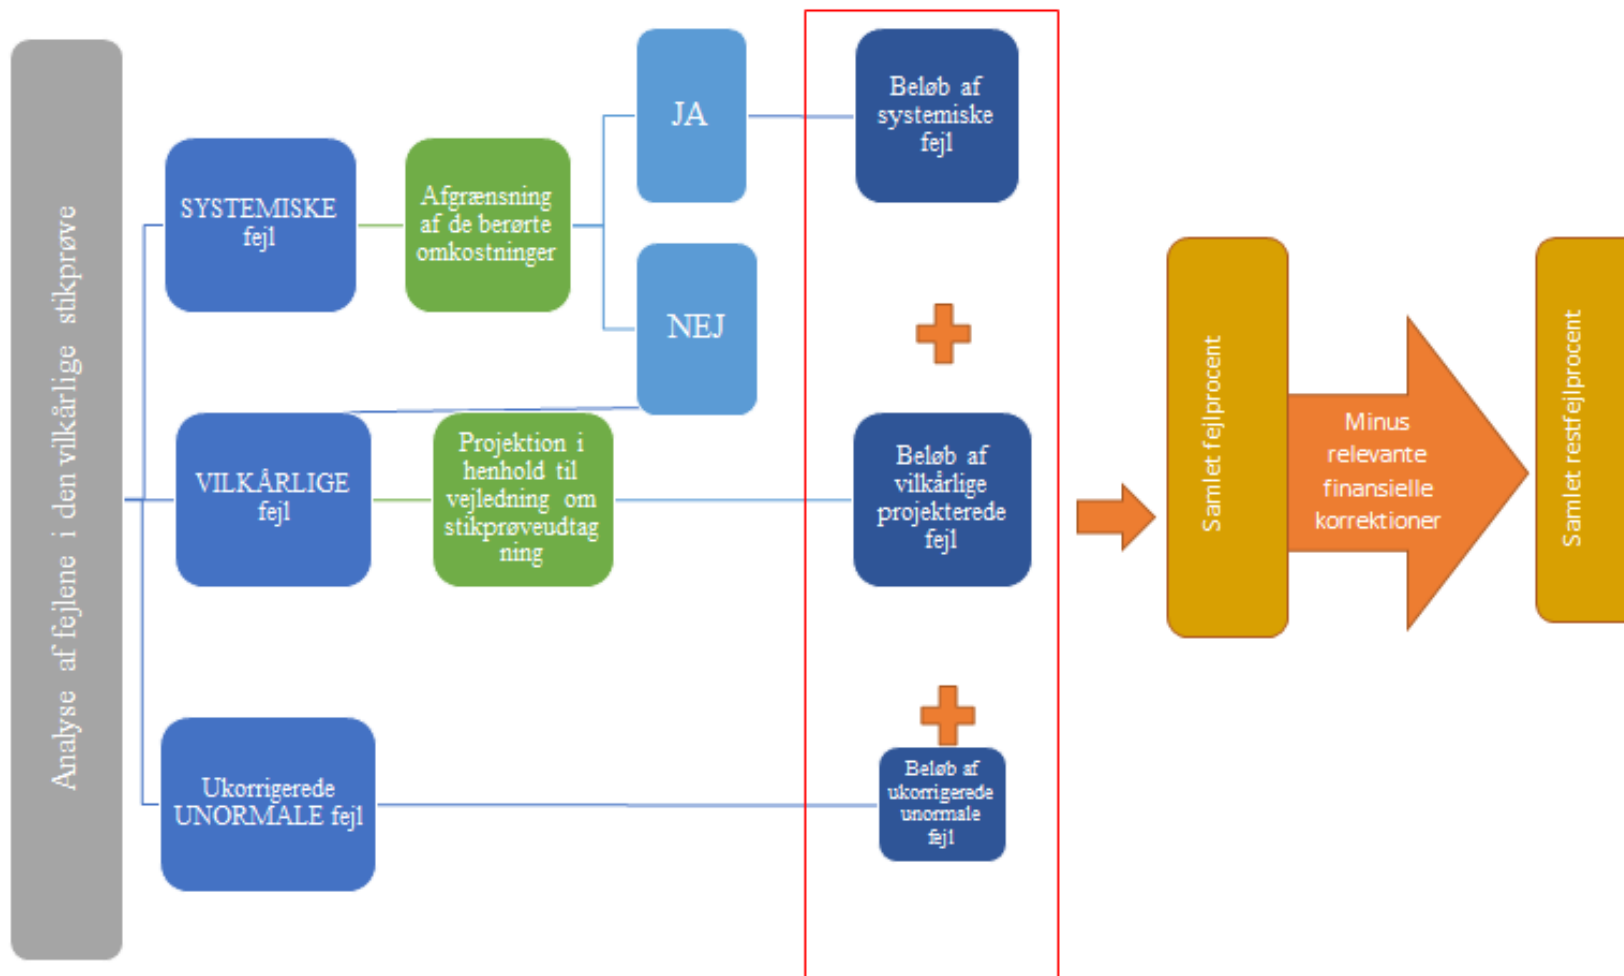 Analyse af fejlene i den vilkårlige stikprøve
SYSTEMISKE
fejl
Afgrænsning
af de berørte
omkostninger
JA
NEJ
Beløb af
systemiske
fejl
VILKÅRLIGE
fejl
Projektion i
henhold til
vejledning om
stikprøveudtag
ning
Beløb af
vilkårlige
projekterede
fejl
Ukorrigerede
UNORMALE fejl
Beløb af
ukorrigerede
unormale
fejl
Samlet fejlprocent
Minus
relevante
finansielle
korrektioner
Samlet restfejlprocent